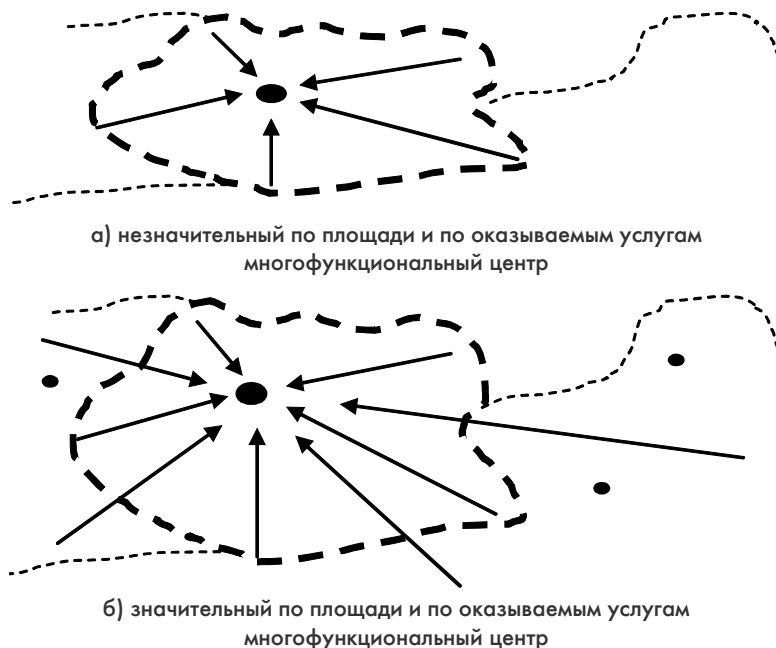 а) незначительный по площади и по оказываемым услугам
многофункциональный центр
б) значительный по площади и по оказываемым услугам
многофункциональный центр